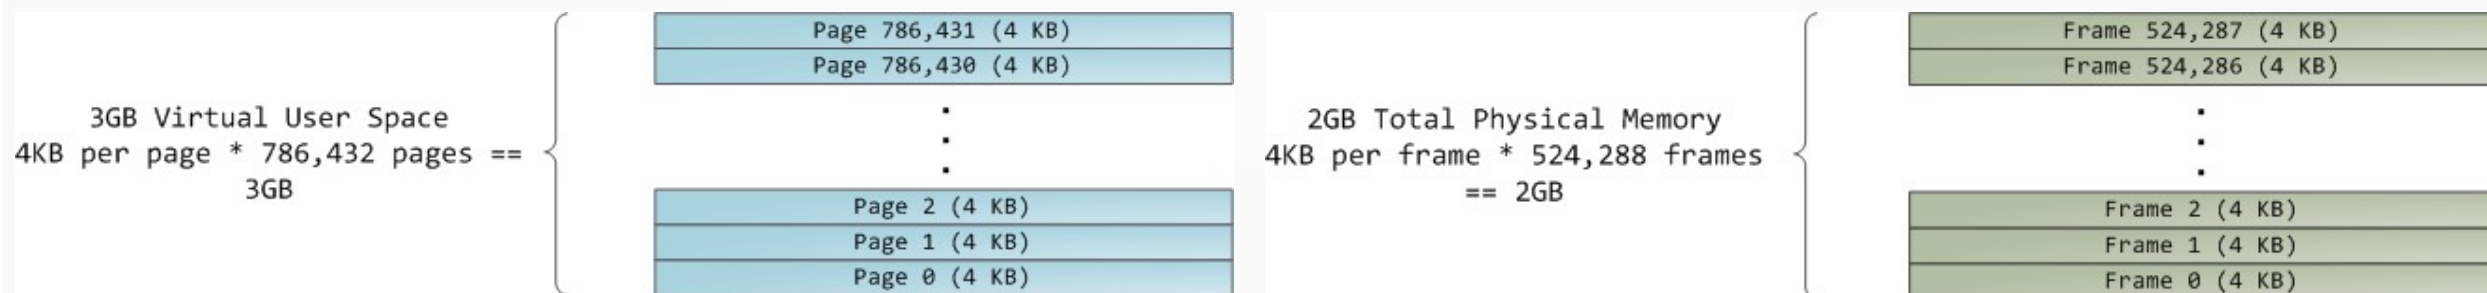 3GB Virtual User Space
4KB per page * 786,432 pages ==
3GB
Page 786,431 (4 KB)
Page 786,430 (4 KB)
Page 2 (4 KB)
Page 1 (4 KB)
Page 0 (4 KB)
2GB Total Physical Memory
4KB per frame * 524,288 frames
== 2GB
Frame 524,287 (4 KB)
Frame 524,286 (4 KB)
Frame 2 (4 KB)
Frame 1 (4 KB)
Frame 0 (4 KB)